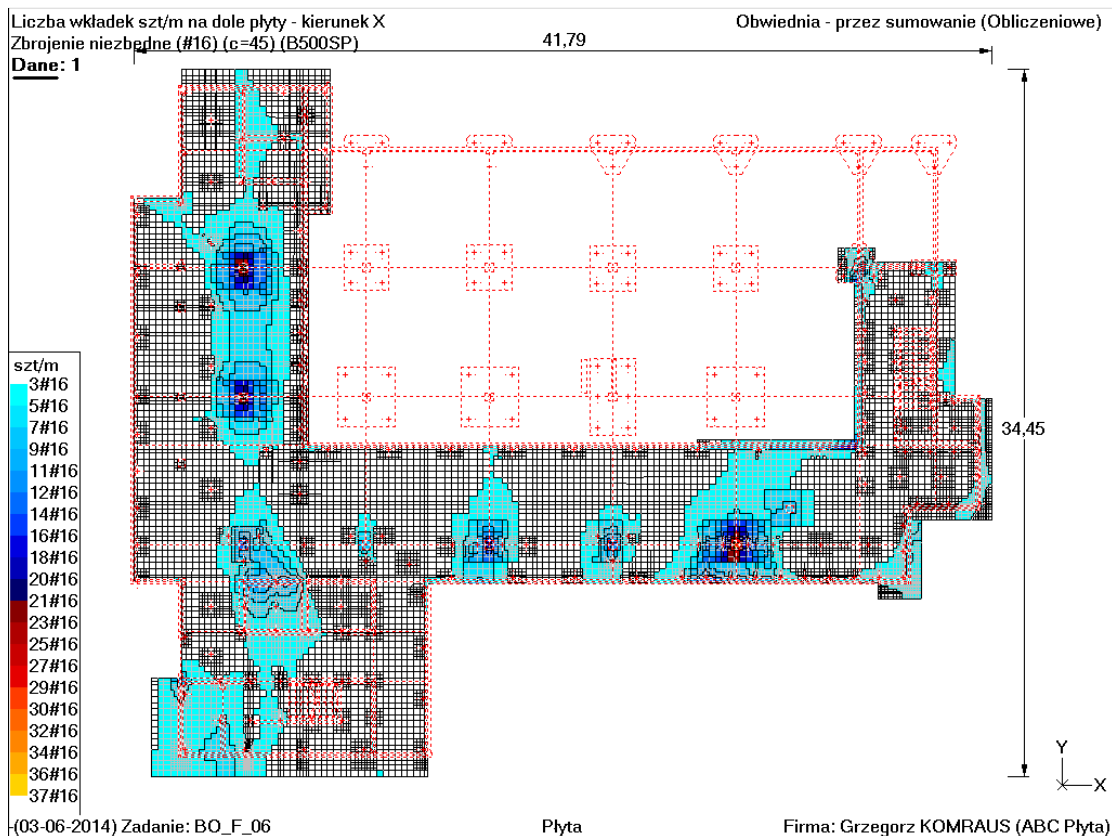 Liczba wkładek szt/m na dole płyty - kierunek X
Obwiednia - przez sumowanie (Obliczeniowe)
Zbrojenie niezbędne (#16) (c=45) (B500SP)
41,79
Dane: 1
34,45
szt/m
3#16
5#16
7#16
9#16
11#16
12#16
14#16
16#16
18#16
20#16
21#16
23#16
25#16
27#16
29#16
30#16
32#16
34#16
36#16
37#16
Y
X
(03-06-2014) Zadanie: BO_F_06
Płyta
Firma: Grzegorz KOMRAUS (ABC Płyta)